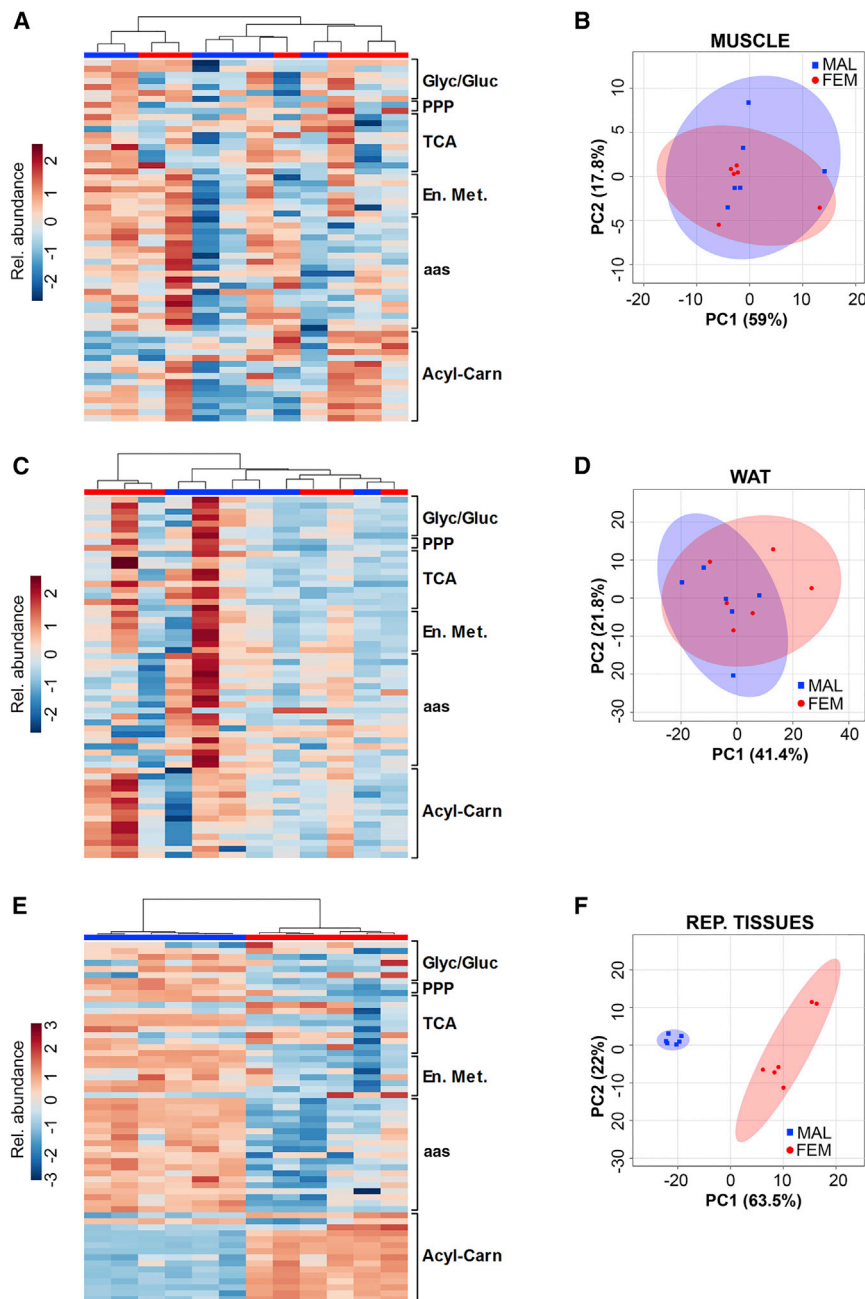 A
Glyc/Gluc
PPP
TCA
En. Met.
aas
Acyl-Carn
Rel. abundance
2
1
0
-1
-2
B
MUSCLE
MAL
FEM
10
5
0
-5
-10
PC2 (17.8%)
-20
-10
0
10
20
PC1 (59%)
C
Glyc/Gluc
PPP
TCA
En. Met.
aas
Acyl-Carn
Rel. abundance
2
1
0
-1
-2
D
WAT
20
10
0
10
20
-30
PC2 (21.8%)
MAL
FEM
-20
0
20
40
PC1 (41.4%)
E
Glyc/Gluc
PPP
TCA
En. Met.
aas
Acyl-Carn
Rel. abundance
3
2
1
0
-1
-2
-3
F
REP. TISSUES
20
10
0
-10
-20
-30
PC2 (22%)
MAL
FEM
-20
0
10
20
PC1 (63.5%)